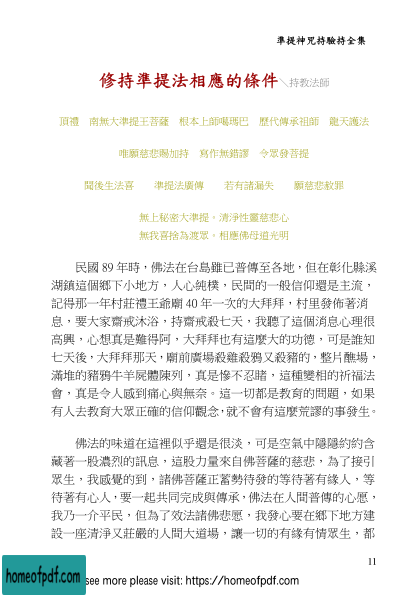 準提神咒持驗持全集
修持準提法相應的條件＼持教法師
頂禮　南無大準提王菩薩　根本上師噶瑪巴　歷代傳承祖師　龍天護法
唯願慈悲賜加持　寫作無錯謬　令眾發菩提
聞後生法喜　準提法廣傳　若有諸漏失　願慈悲赦罪
無上秘密大準提，清淨性靈慈悲心
無我喜捨為渡眾，相應佛母道光明
民國 89 年時，佛法在台島雖已普傳至各地，但在彰化縣溪
湖鎮這個鄉下小地方，人心純樸，民間的一般信仰還是主流，
記得那一年村莊禮王爺廟 40 年一次的大拜拜，村里發佈著消
息，要大家齋戒沐浴，持齋戒殺七天，我聽了這個消息心理很
高興，心想真是難得阿，大拜拜也有這麼大的功德，可是誰知
七天後，大拜拜那天，廟前廣場殺雞殺鴨又殺豬的，整片醮場，
滿堆的豬鴉牛羊屍體陳列，真是慘不忍睹，這種變相的祈福法
會，真是令人感到痛心與無奈。這一切都是教育的問題，如果
有人去教育大眾正確的信仰觀念，就不會有這麼荒謬的事發生。
佛法的味道在這裡似乎還是很淡，可是空氣中隱隱約約含
藏著一股濃烈的訊息，這股力量來自佛菩薩的慈悲，為了接引
眾生，我感覺的到，諸佛菩薩正蓄勢待發的等待著有緣人，等
待著有心人，要一起共同完成與傳承，佛法在人間普傳的心愿，
我乃一介平民，但為了效法諸佛悲愿，我發心要在鄉下地方建
設一座清淨又莊嚴的人間大道場，讓一切的有緣有情眾生，都
11
homeofpdf.com
see more please visit: https://homeofpdf.com